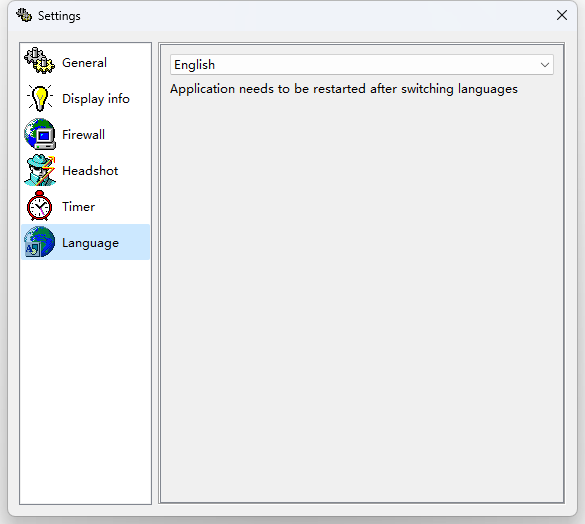 Settings
General
Display info
Firewall
Headshot
Timer
Language
English
Application needs to be restarted after switching languages